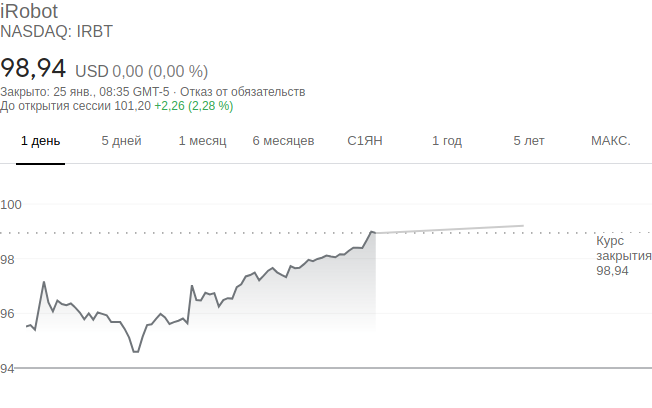 iRobot
NASDAQ: IRBT
98,94 USD 0,00 (0,00 %)
Закрыто: 25 янв., 08:35 GMT-5 · Отказ от обязательств
До открытия сессии 101,20 +2,26 (2,28 %)
1 день 5 дней 1 месяц 6 месяцев С1ЯН 1 год 5 лет МАКС.
100
Курс
закрытия
98,94
98
96
94